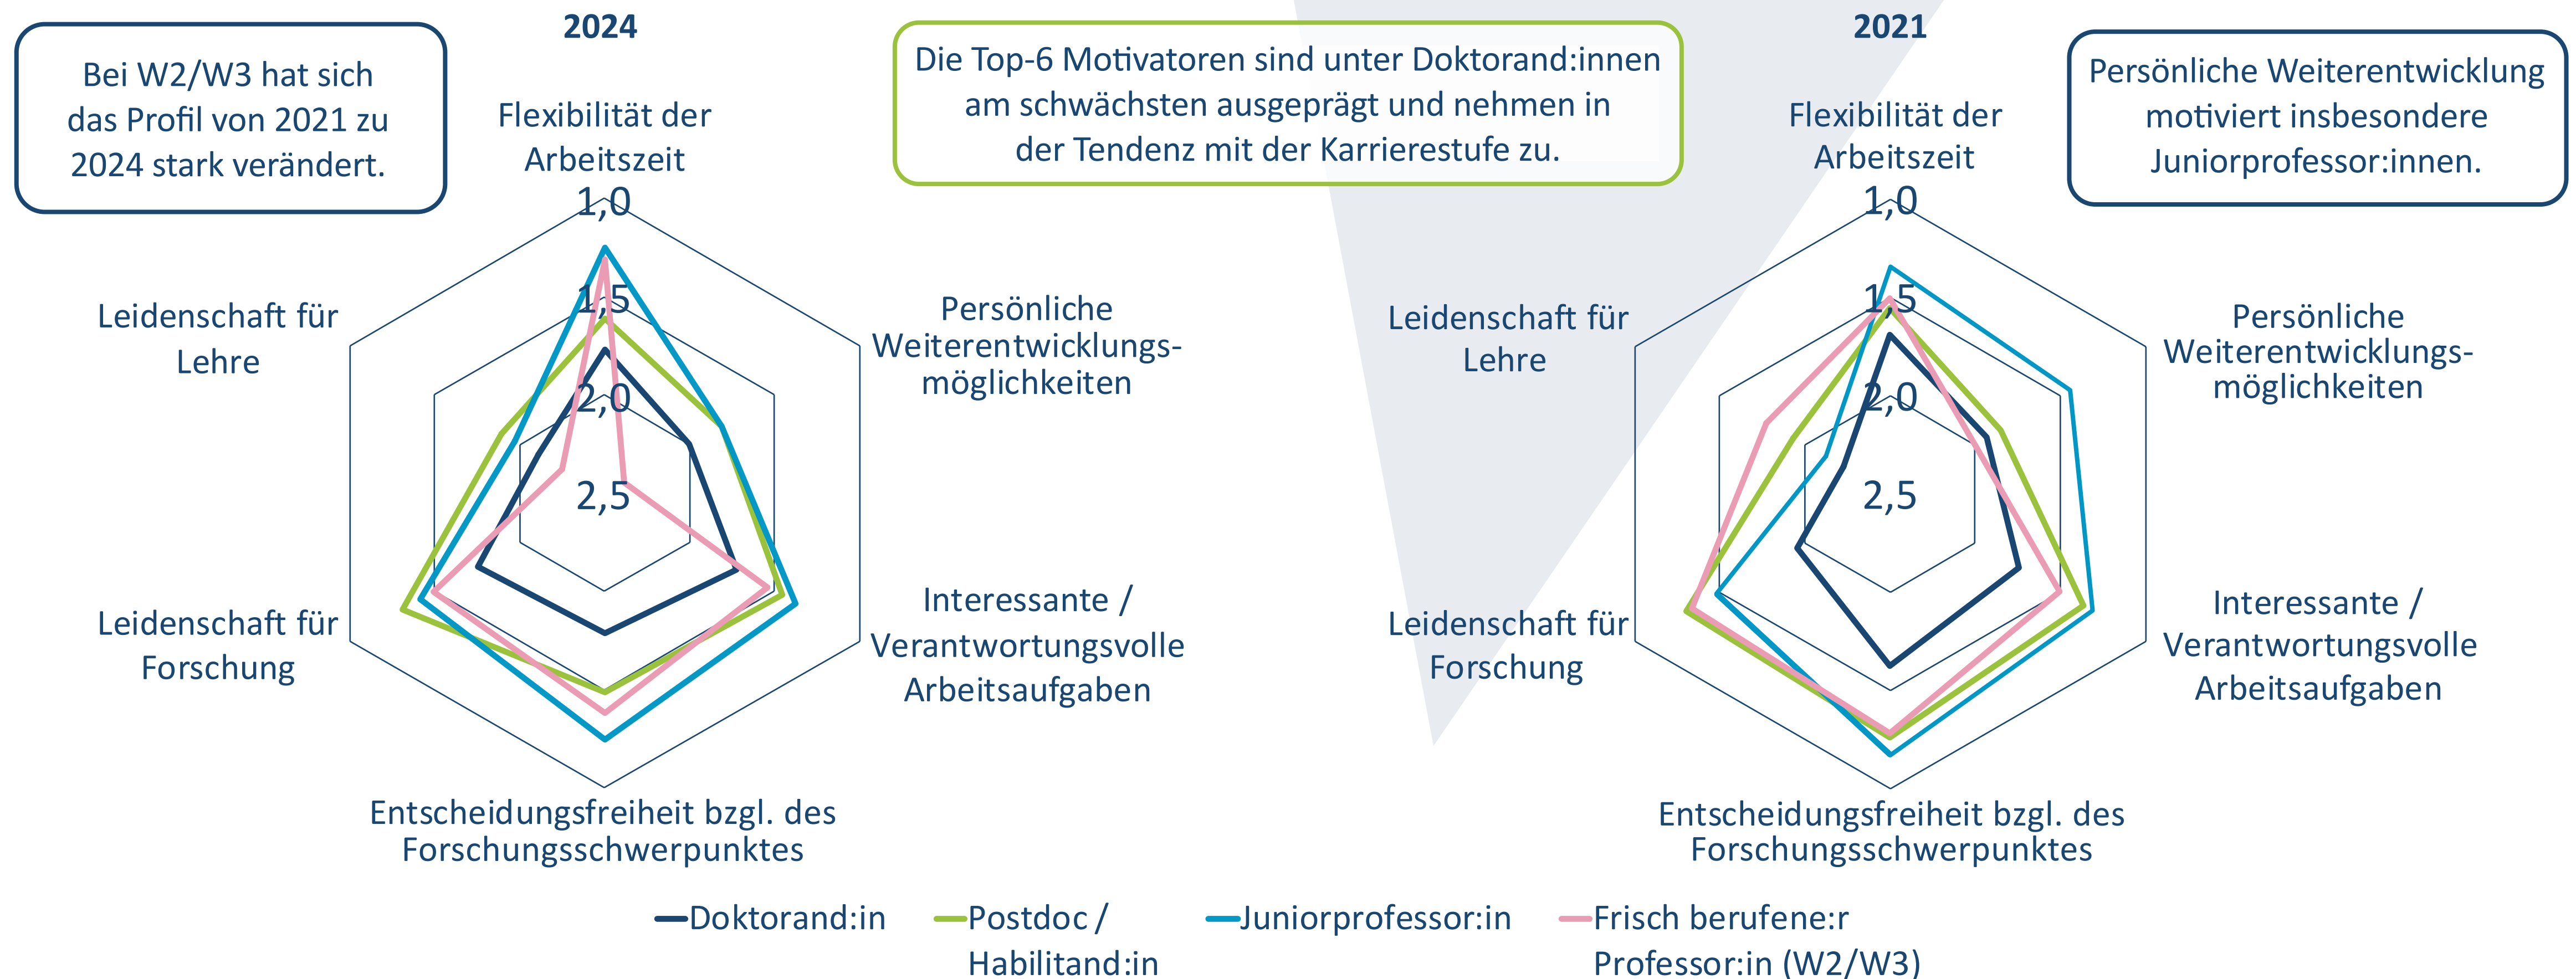 2024
Bei W2/W3 hat sich
das Profil von 2021 zu
2024 stark verändert.
Flexibilität der
Arbeitszeit
1,0
1,5
2,0
2,5
Persönliche
Weiterentwicklungs-
möglichkeiten
Interessante /
Verantwortungsvolle
Arbeitsaufgaben
Entscheidungsfreiheit bzgl. des
Forschungsschwerpunktes
Leidenschaft für
Forschung
Leidenschaft für
Lehre
Die Top-6 Motivatoren sind unter Doktorand:innen
am schwächsten ausgeprägt und nehmen in
der Tendenz mit der Karrierestufe zu.
2021
Persönliche Weiterentwicklung
motiviert insbesondere
Juniorprofessor:innen.
Flexibilität der
Arbeitszeit
1,0
1,5
2,0
2,5
Persönliche
Weiterentwicklungs-
möglichkeiten
Interessante /
Verantwortungsvolle
Arbeitsaufgaben
Entscheidungsfreiheit bzgl. des
Forschungsschwerpunktes
Leidenschaft für
Forschung
Leidenschaft für
Lehre
Doktorand:in
Postdoc /
Habilitand:in
Juniorprofessor:in
Frisch berufene:r
Professor:in (W2/W3)